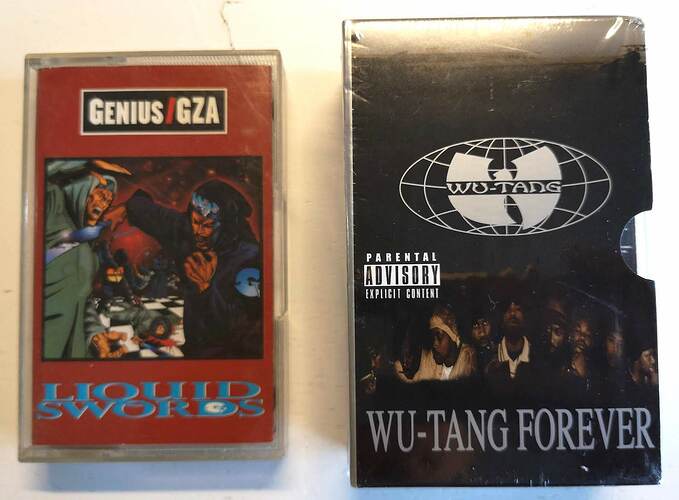 GENIUS/GZA
LIQUID
SWORDS
WU-TANG
PARENTAL
ADVISORY
EXPLICIT CONTENT
WU-TANG FOREVER